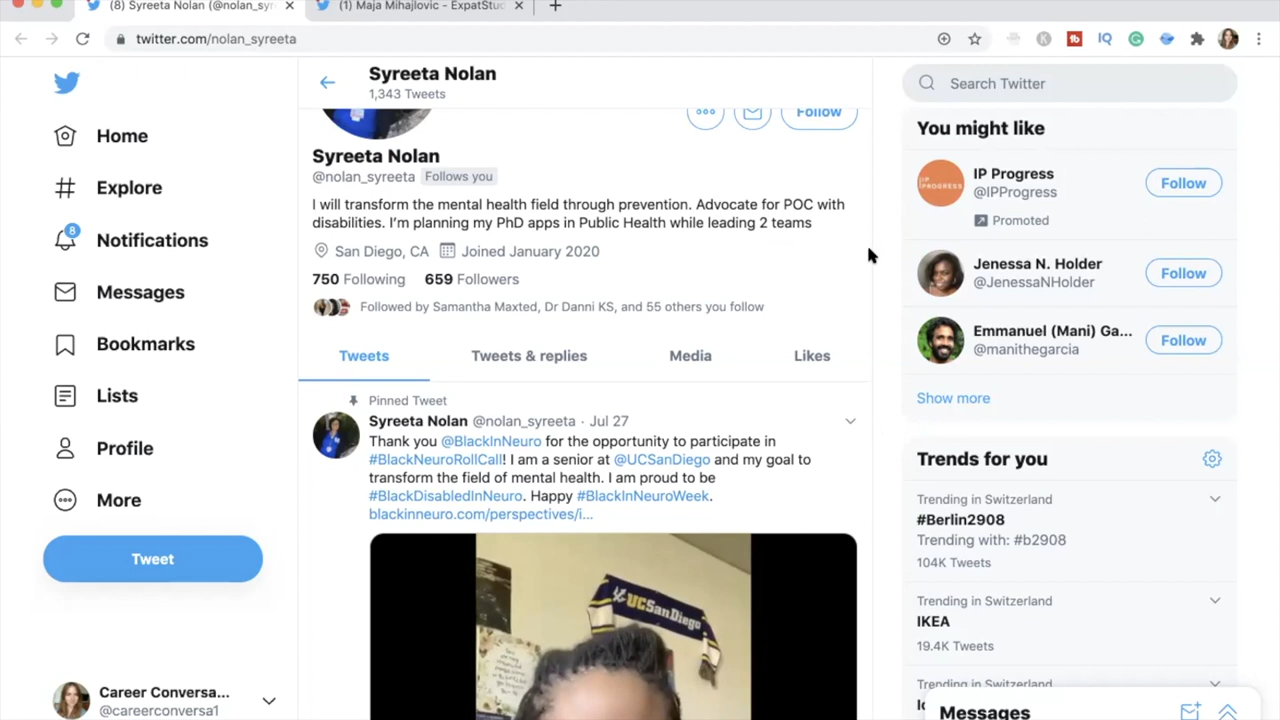 (8) Syreeta Nolan (@nolan_syr
(1) Maja Mihajlovic - ExpatStud
twitter.com/nolan_syreeta
Syreeta Nolan
1,343 Tweets
Search Twitter
Home
Explore
8
Notifications
Messages
Bookmarks
Lists
Profile
More
Tweet
Career Conversa...
@careerconversa1
Follow
Syreeta Nolan
@nolan_syreeta Follows you
I will transform the mental health field through prevention. Advocate for POC with
disabilities. I'm planning my PhD apps in Public Health while leading 2 teams
San Diego, CA Joined January 2020
750 Following 659 Followers
Followed by Samantha Maxted, Dr Danni KS, and 55 others you follow
Tweets Tweets & replies Media Likes
Pinned Tweet
Syreeta Nolan @nolan_syreeta · Jul 27
Thank you @BlackInNeuro for the opportunity to participate in
#BlackNeuroRollCall! I am a senior at @UCSanDiego and my goal to
transform the field of mental health. I am proud to be
#BlackDisabledInNeuro. Happy #BlackInNeuroWeek.
blackinneuro.com/perspectives/i...
UC San Diego
You might like
IP PROGRESS
IP Progress
@IPProgress
Follow
Promoted
Jenessa N. Holder
@JenessaNHolder
Follow
Emmanuel (Mani) Ga...
@manithegarcia
Follow
Show more
Trends for you
Trending in Switzerland
#Berlin2908
Trending with: #b2908
104K Tweets
Trending in Switzerland
IKEA
19.4K Tweets
Trending in Switzerland
Messages